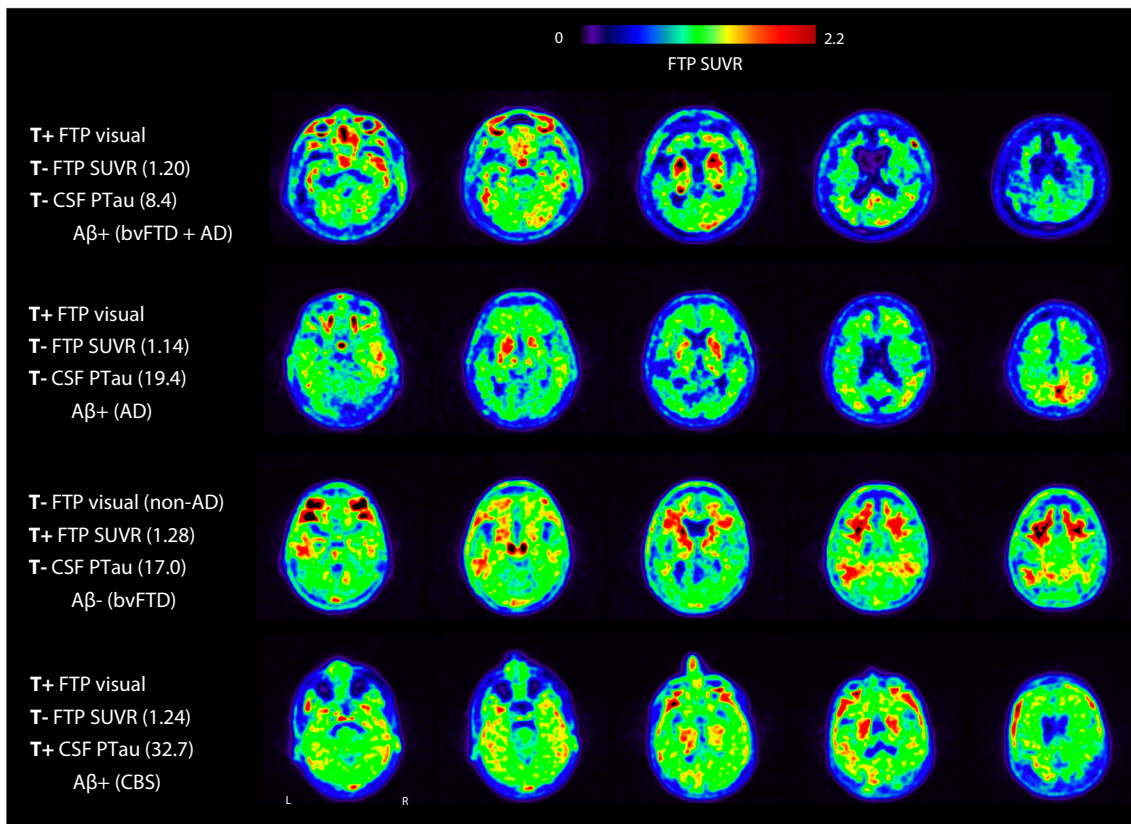 0
2.2
FTP SUVR
T+ FTP visual
T- FTP SUVR (1.20)
T- CSF PTau (8.4)
Aβ+ (bvFTD + AD)
T+ FTP visual
T- FTP SUVR (1.14)
T- CSF PTau (19.4)
Aβ+ (AD)
T- FTP visual (non-AD)
T+ FTP SUVR (1.28)
T- CSF PTau (17.0)
Aβ- (bvFTD)
T+ FTP visual
T- FTP SUVR (1.24)
T+ CSF PTau (32.7)
Aβ+ (CBS)
L
R